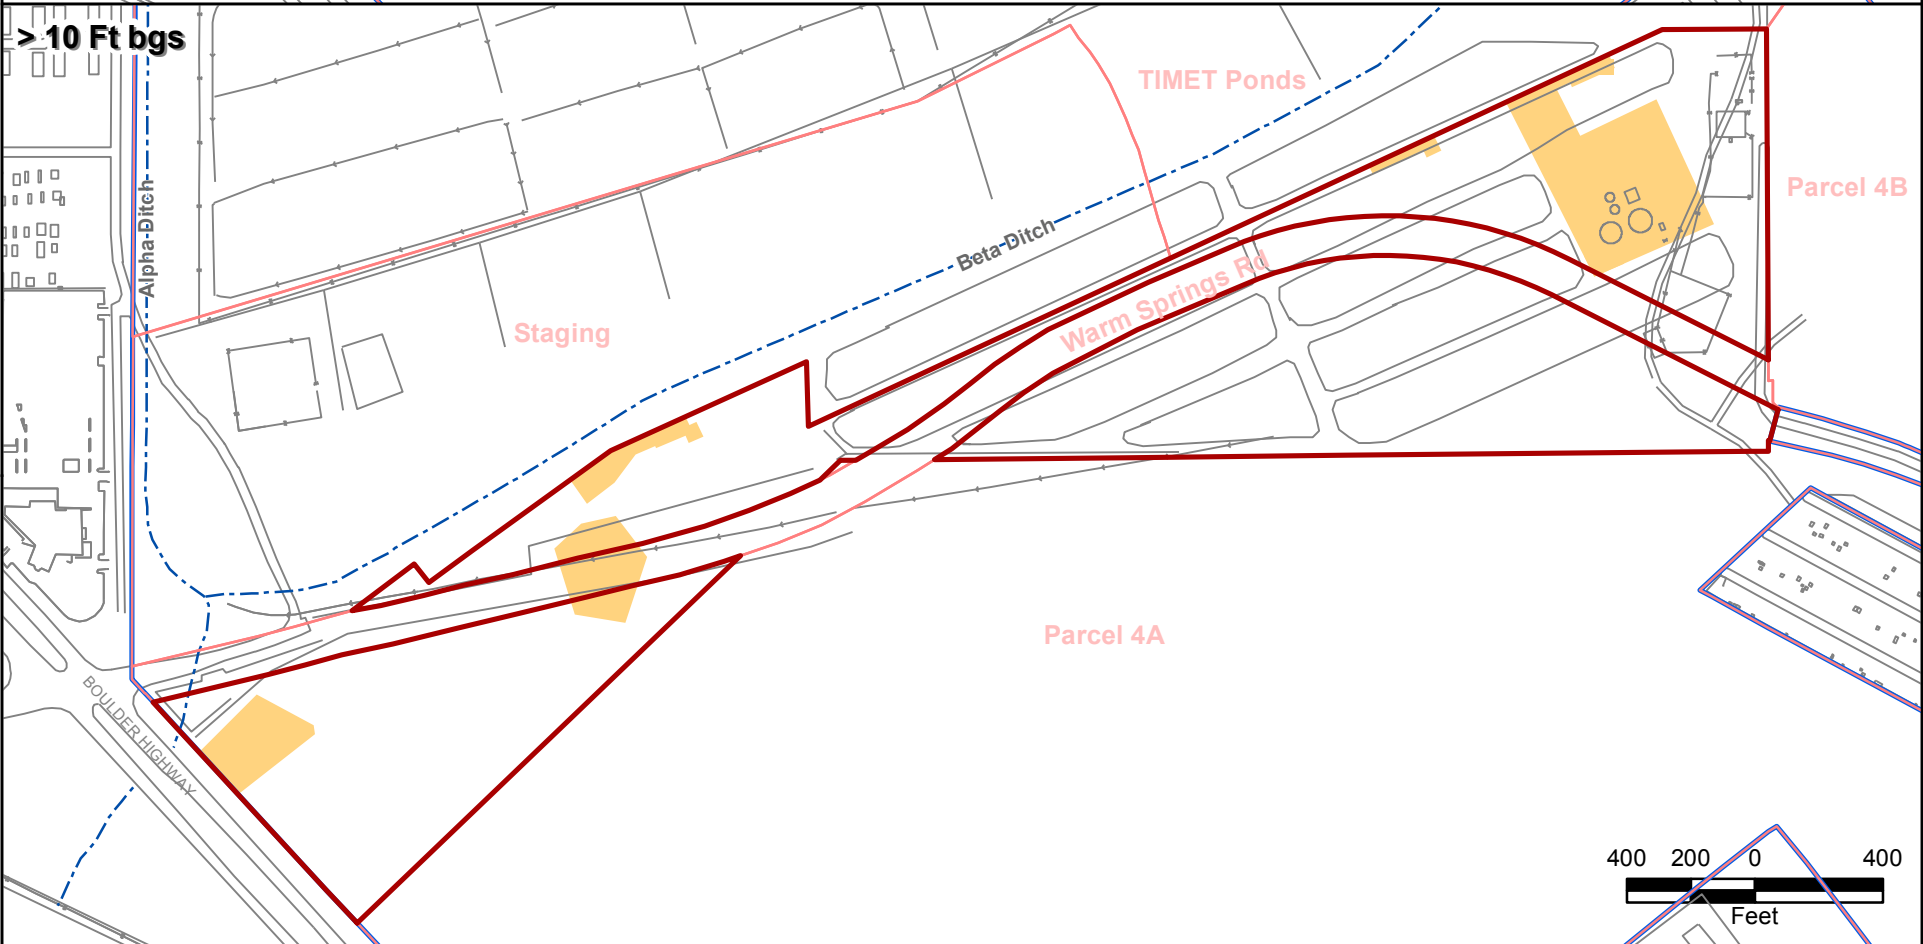 > 10 Ft bgs
TIMET Ponds
Parcel 4B
Alpha Ditch
Beta Ditch
Warm Springs Rd
Staging
Parcel 4A
BOULDER HIGHWAY
400 200 0 400
Feet